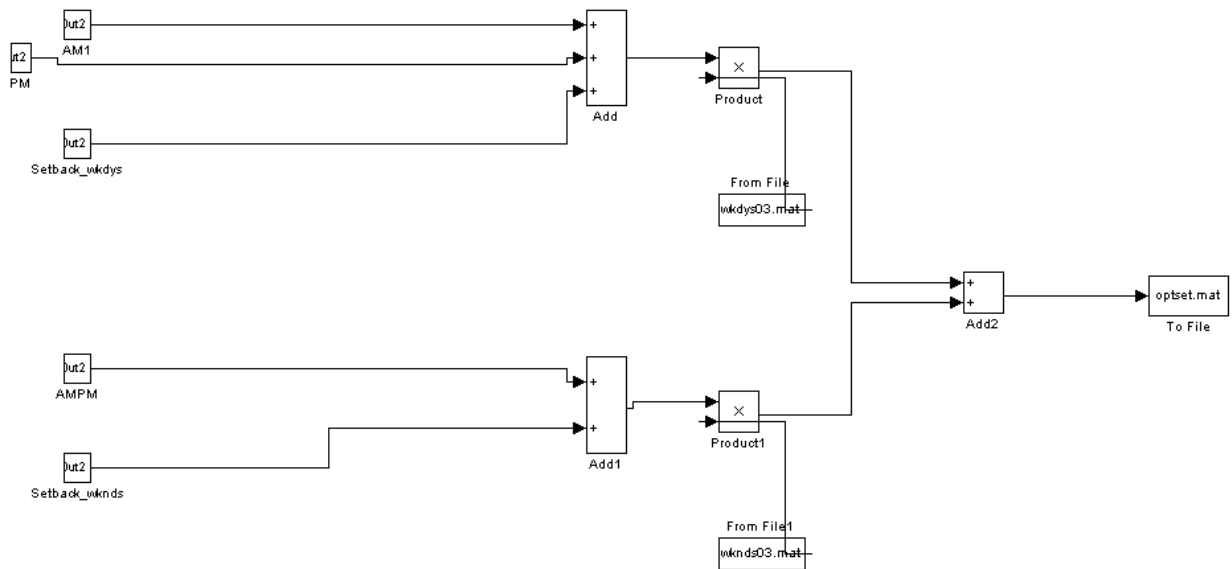 Out2
AM1
ut2
PM
Out2
Setback_wkdys
+
+
+
Add
×
Product
From File
wkdys03.mat
+
+
Add2
optset.mat
To File
Out2
AMPM
Out2
Setback_wknds
+
+
Add1
×
Product1
From File1
wknds03.mat